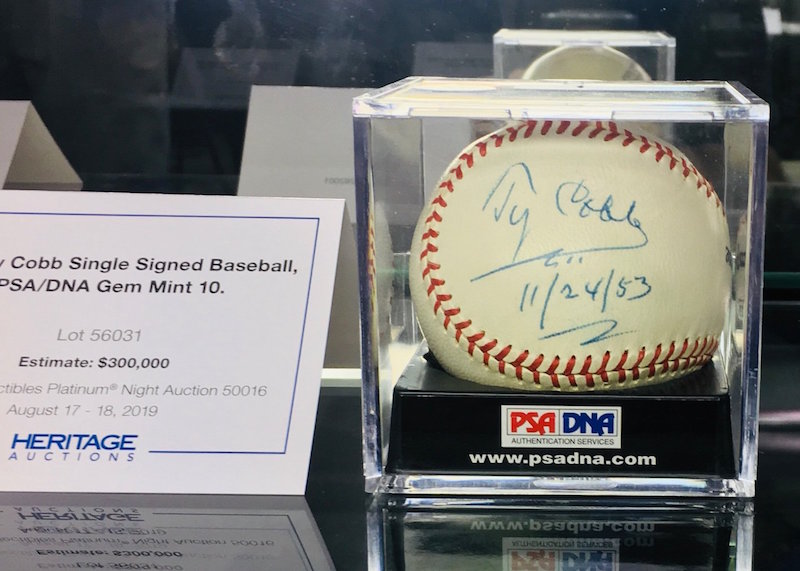 y Cobb Single Signed Baseball,
PSA/DNA Gem Mint 10.
Lot 56031
Estimate: $300,000
ctibles Platinum® Night Auction 50016
August 17 - 18, 2019
HERITAGE
AUCTIONS
Ty Cobb
11/24/53
PSA DNA
AUTHENTICATION SERVICES
www.psadna.com